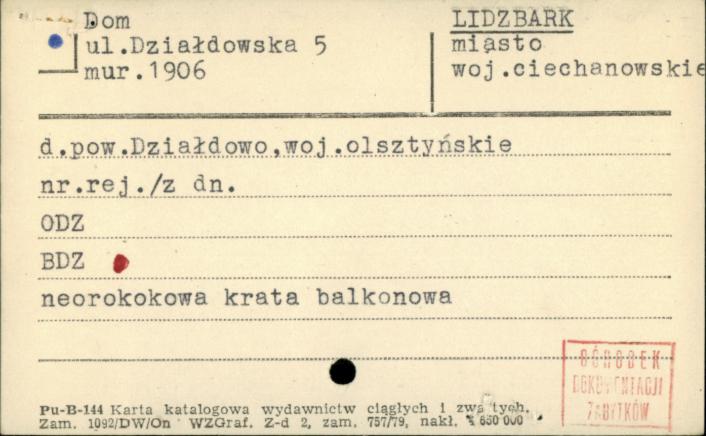 Dom
ul.Działdowska 5
mur.1906
LIDZBARK
miasto
woj.ciechanowskie
d.pow.Działdowo,woj.olsztyńskie
nr.rej./z dn.
ODZ
BDZ
neorokokowa krata balkonowa
OŚRODEK
DOKUMENTACJI
ZABYTKÓW
Pu-B-144 Karta katalogowa wydawnictw ciągłych i zwartych.
Zam. 1092/DW/On WZGraf. Z-d 2, zam. 757/79, nakł. 650 000